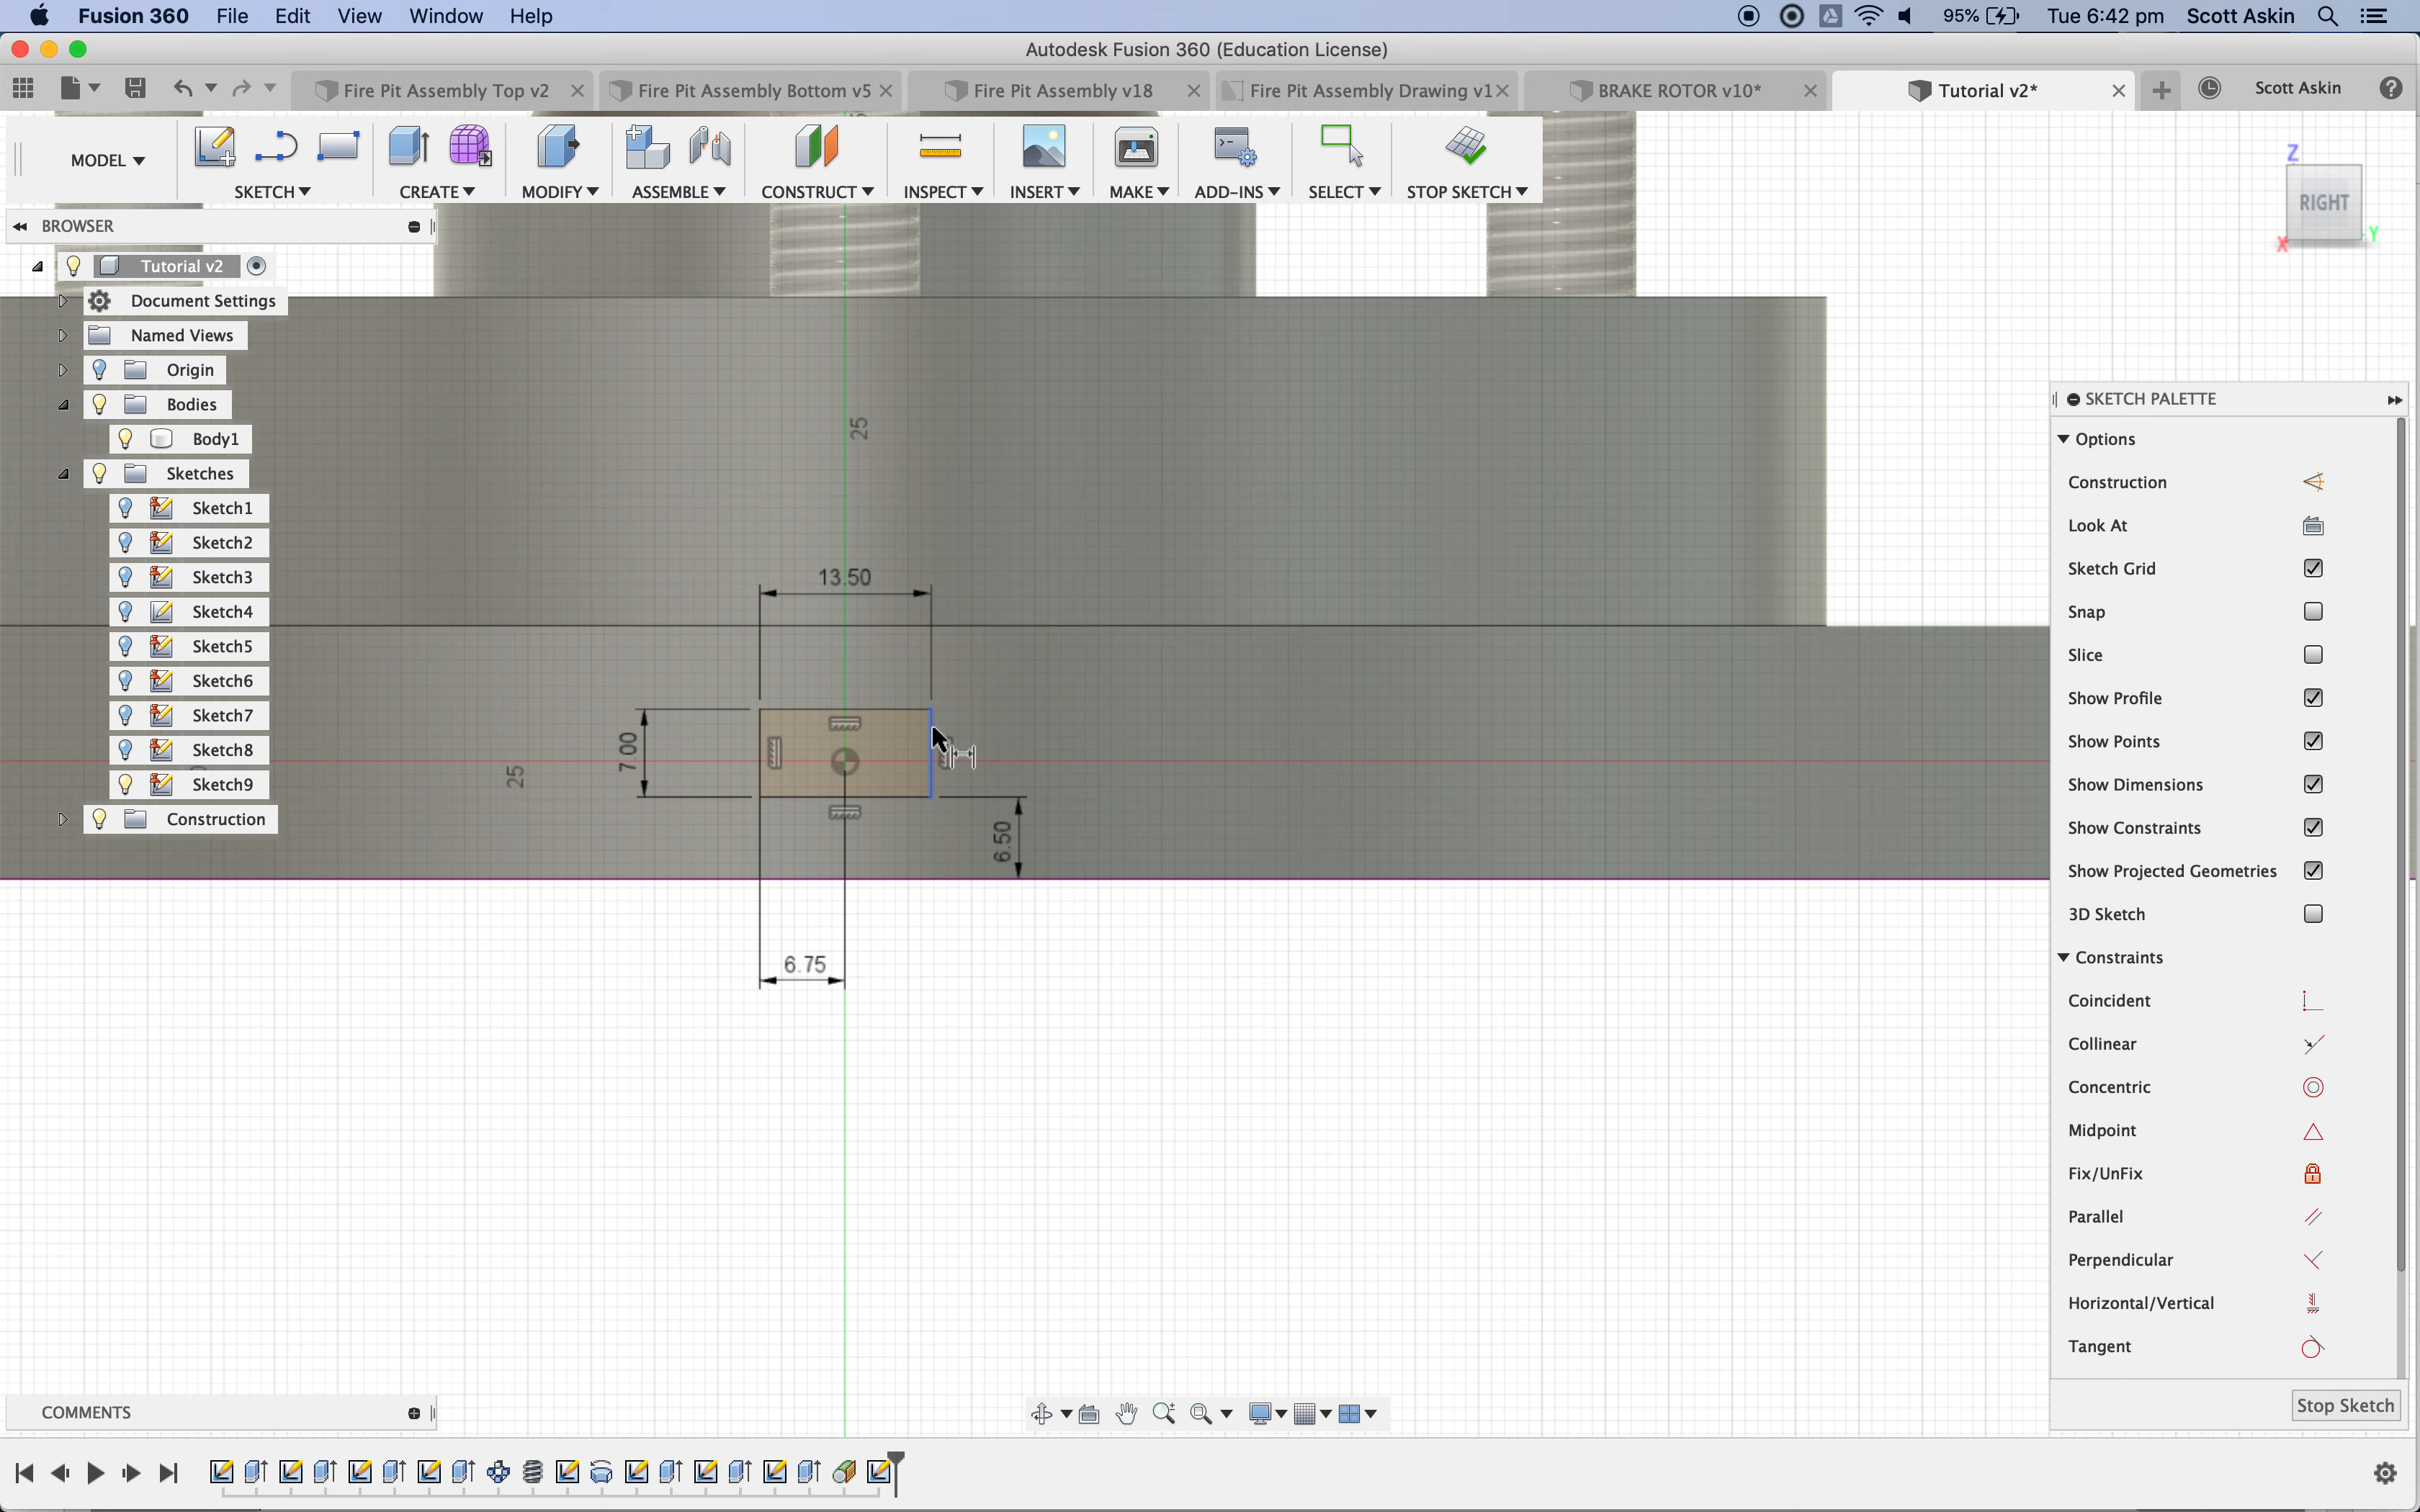 Fusion 360 File Edit View Window Help 95% Tue 6:42 pm Scott Askin
Autodesk Fusion 360 (Education License)
Fire Pit Assembly Top v2 Fire Pit Assembly Bottom v5 Fire Pit Assembly v18 Fire Pit Assembly Drawing v1 BRAKE ROTOR v10* Tutorial v2* Scott Askin
MODEL SKETCH CREATE MODIFY ASSEMBLE CONSTRUCT INSPECT INSERT MAKE ADD-INS SELECT STOP SKETCH
Z
RIGHT
X Y
BROWSER
Tutorial v2
Document Settings
Named Views
Origin
Bodies
Body1
Sketches
Sketch1
Sketch2
Sketch3
Sketch4
Sketch5
Sketch6
Sketch7
Sketch8
Sketch9
Construction
25
13.50
7.00
25
6.50
6.75
SKETCH PALETTE
Options
Construction
Look At
Sketch Grid
Snap
Slice
Show Profile
Show Points
Show Dimensions
Show Constraints
Show Projected Geometries
3D Sketch
Constraints
Coincident
Collinear
Concentric
Midpoint
Fix/UnFix
Parallel
Perpendicular
Horizontal/Vertical
Tangent
Stop Sketch
COMMENTS